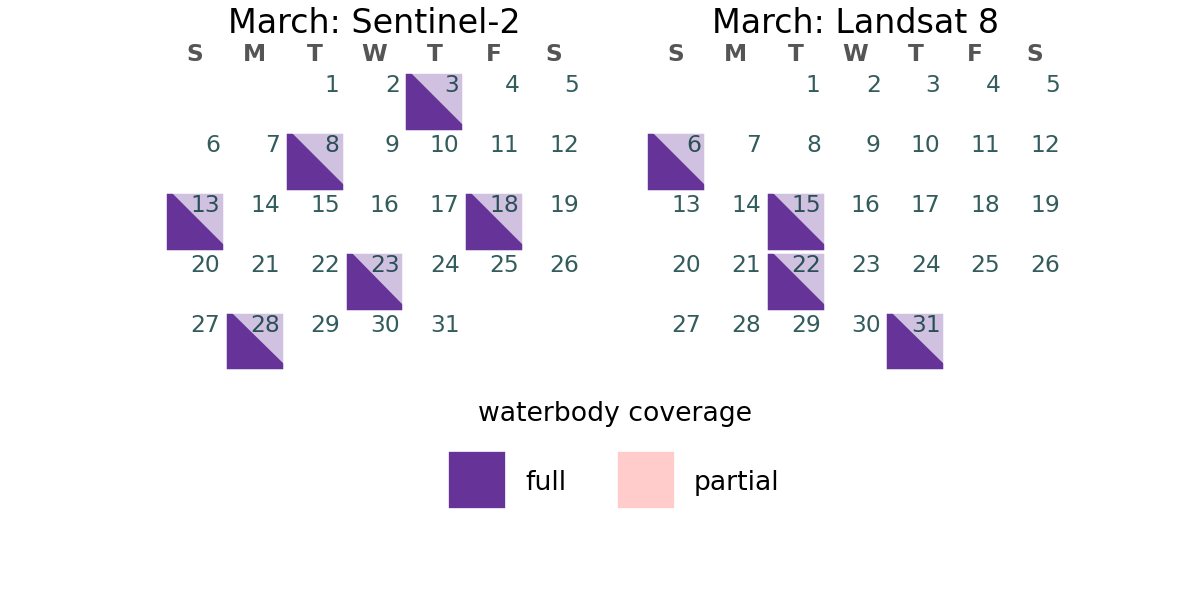 March: Sentinel-2
S M T W T F S
1 2 3 4 5
6 7 8 9 10 11 12
13 14 15 16 17 18 19
20 21 22 23 24 25 26
27 28 29 30 31
March: Landsat 8
S M T W T F S
1 2 3 4 5
6 7 8 9 10 11 12
13 14 15 16 17 18 19
20 21 22 23 24 25 26
27 28 29 30 31
waterbody coverage
full partial